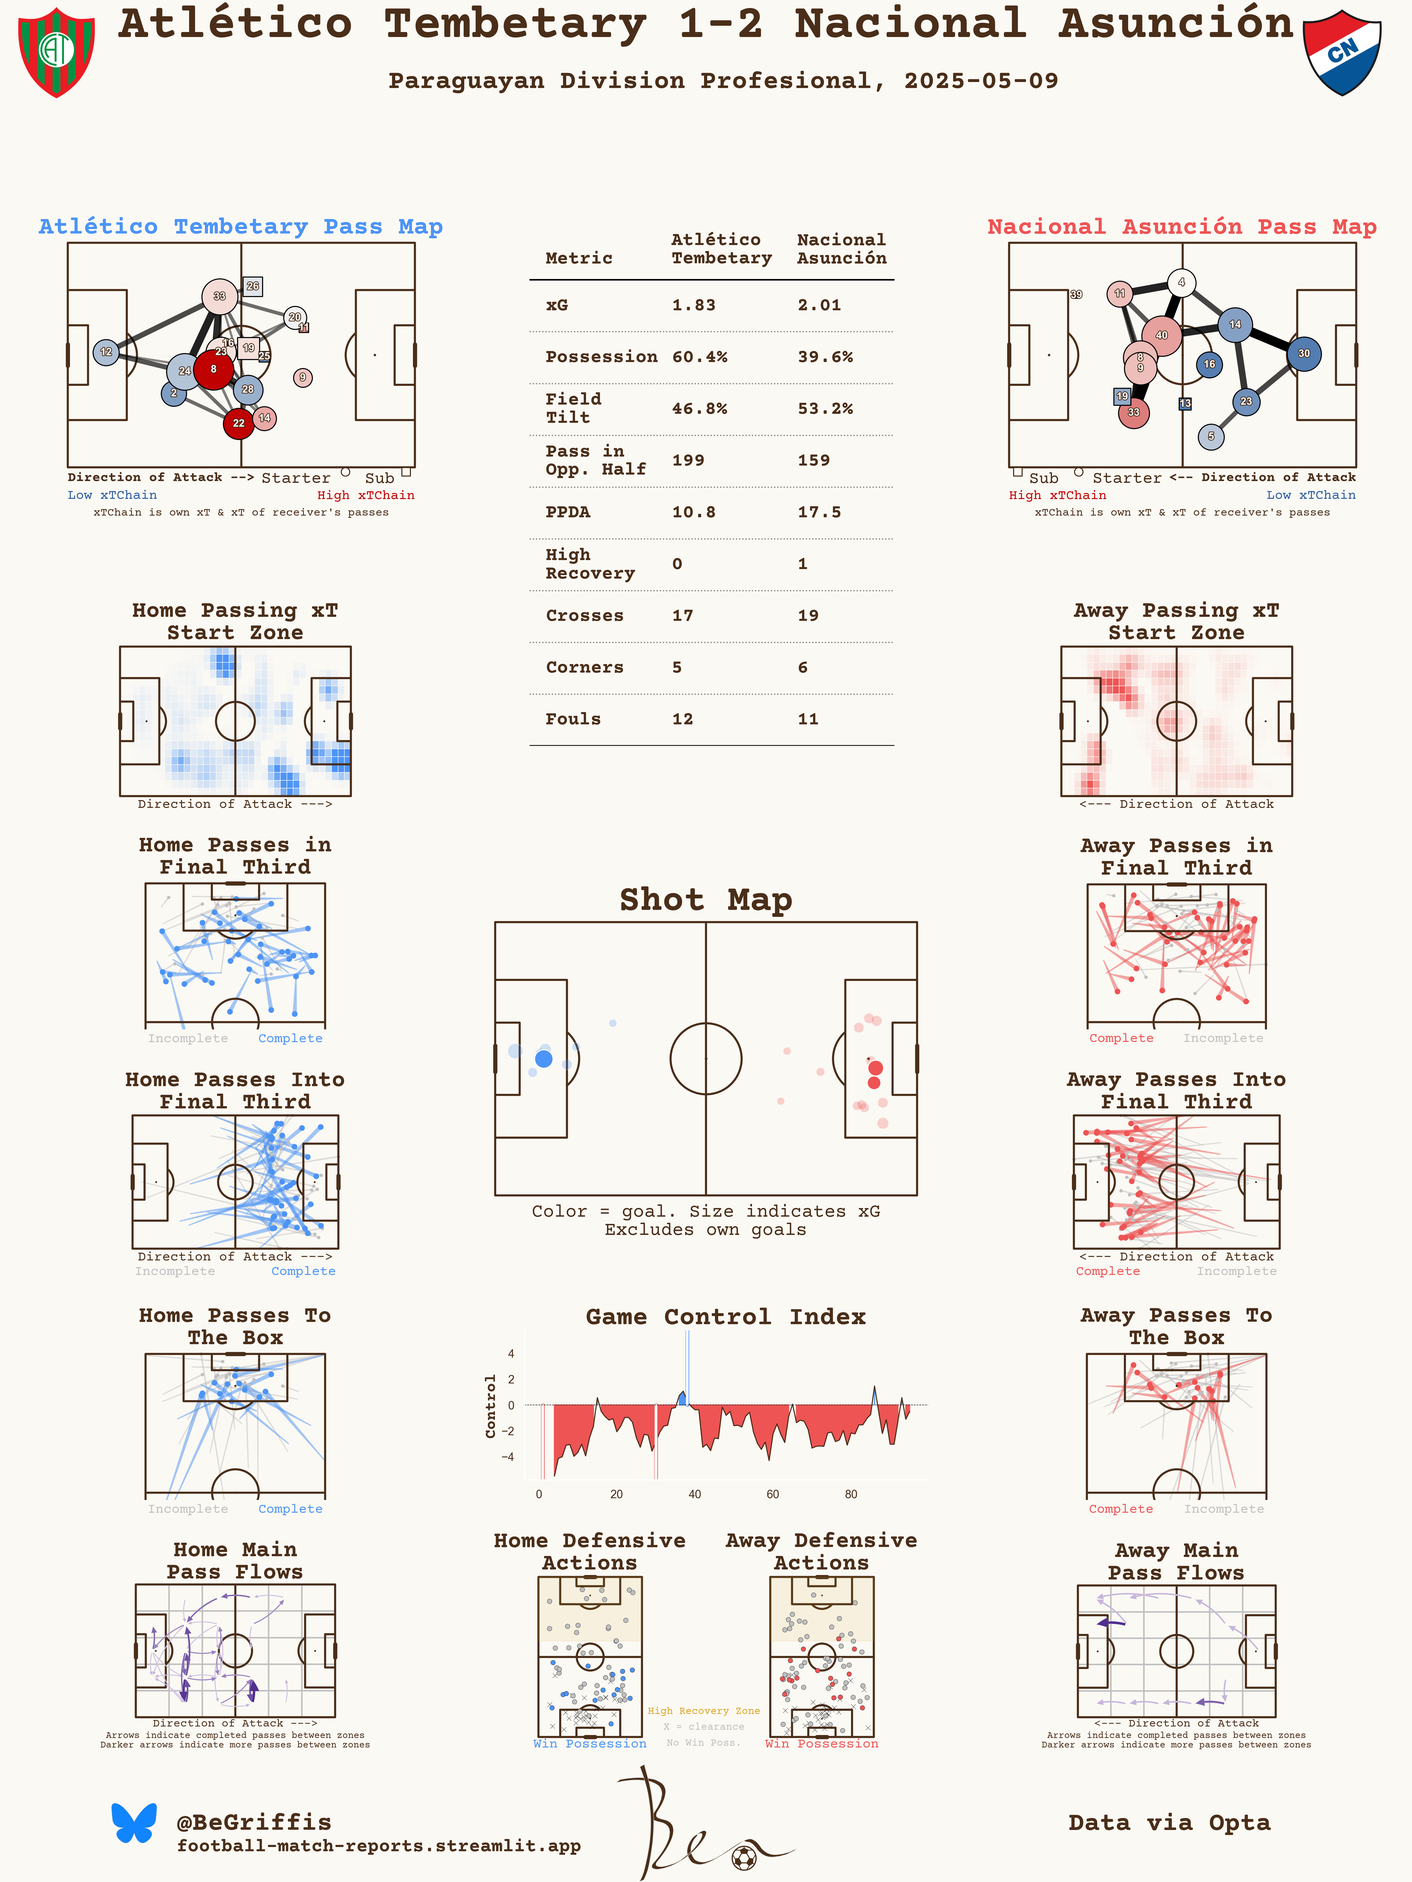 Atlético Tembetary 1-2 Nacional Asunción
Paraguayan Division Profesional, 2025-05-09
AT
CN
Atlético Tembetary Pass Map
33
26
20
11
12
16
23
19
25
24
8
9
2
28
22
14
Direction of Attack --> Starter Sub
Low xTChain High xTChain
xTChain is own xT & xT of receiver's passes
Metric Atlético Tembetary Nacional Asunción
xG 1.83 2.01
Possession 60.4% 39.6%
Field Tilt 46.8% 53.2%
Pass in Opp. Half 199 159
PPDA 10.8 17.5
High Recovery 0 1
Crosses 17 19
Corners 5 6
Fouls 12 11
Nacional Asunción Pass Map
39
11
4
40
14
8
9
16
30
19
33
13
23
5
Sub Starter <-- Direction of Attack
High xTChain Low xTChain
xTChain is own xT & xT of receiver's passes
Home Passing xT
Start Zone
Direction of Attack --->
Away Passing xT
Start Zone
<--- Direction of Attack
Home Passes in
Final Third
Incomplete Complete
Away Passes in
Final Third
Complete Incomplete
Shot Map
Color = goal. Size indicates xG
Excludes own goals
Home Passes Into
Final Third
Direction of Attack --->
Incomplete Complete
Away Passes Into
Final Third
<--- Direction of Attack
Complete Incomplete
Home Passes To
The Box
Incomplete Complete
Game Control Index
Control
4
2
0
−2
−4
0 20 40 60 80
Away Passes To
The Box
Complete Incomplete
Home Main
Pass Flows
Direction of Attack --->
Arrows indicate completed passes between zones
Darker arrows indicate more passes between zones
Home Defensive
Actions
Win Possession
Away Defensive
Actions
Win Possession
High Recovery Zone
X = clearance
No Win Poss.
Away Main
Pass Flows
<--- Direction of Attack
Arrows indicate completed passes between zones
Darker arrows indicate more passes between zones
@BeGriffis
football-match-reports.streamlit.app
Ben
Data via Opta